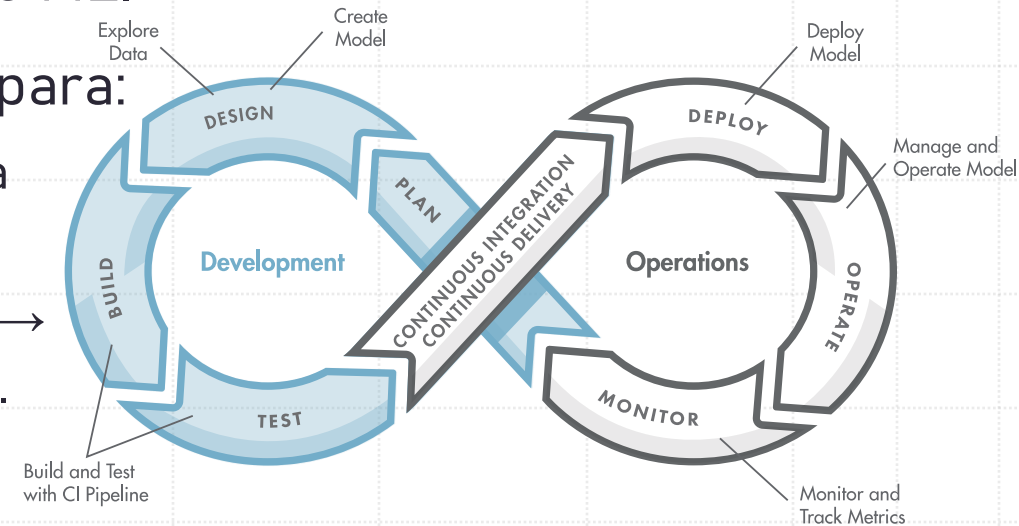 para:
a
→
.
Explore
Data
Create
Model
DESIGN
PLAN
BUILD
Development
TEST
Build and Test
with CI Pipeline
CONTINUOUS INTEGRATION
CONTINUOUS DELIVERY
Deploy
Model
DEPLOY
Manage and
Operate Model
Operations
OPERATE
MONITOR
Monitor and
Track Metrics